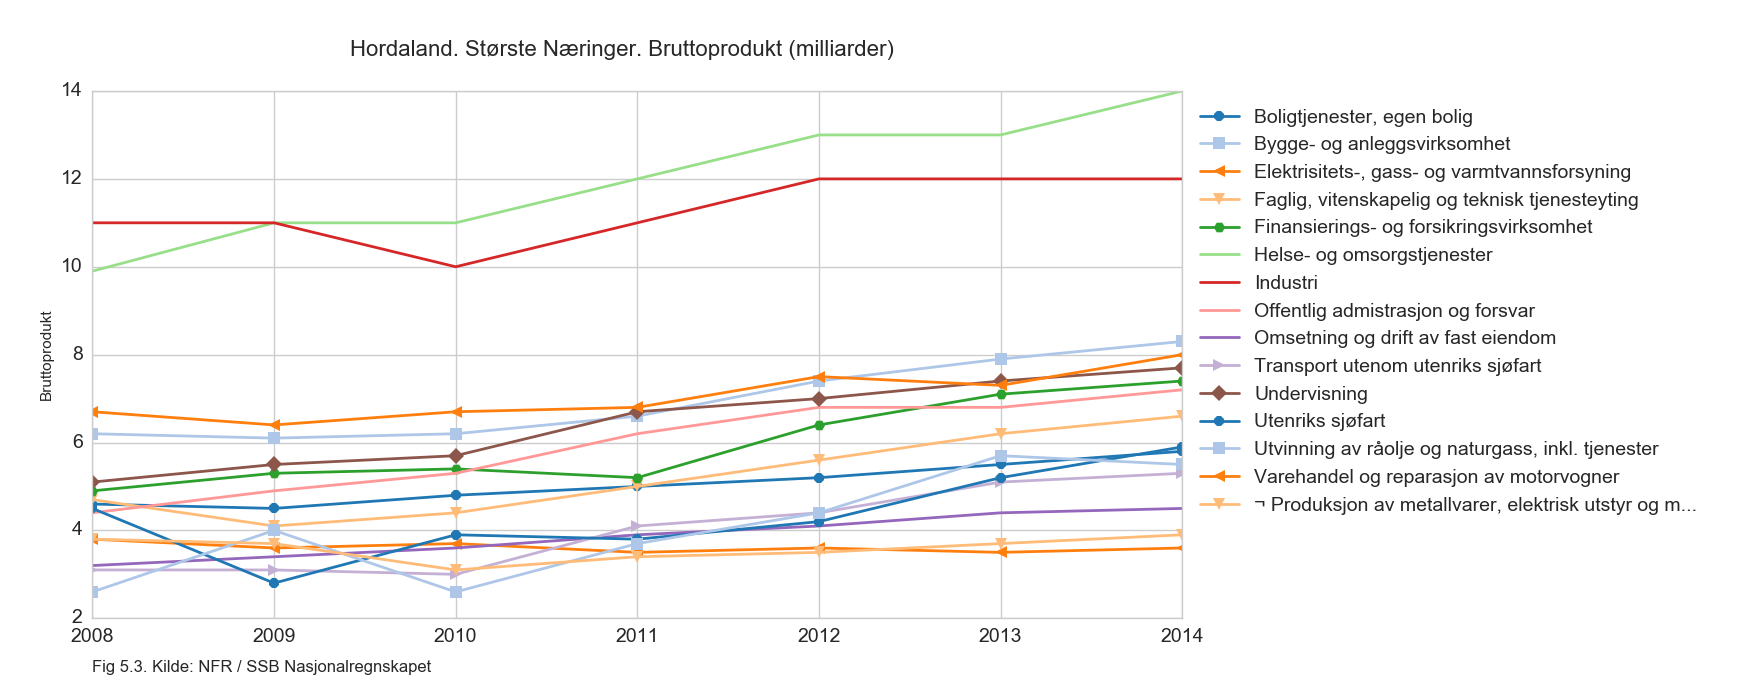 Hordaland. Største Næringer. Bruttoprodukt (milliarder)
14
12
10
8
6
4
2
Bruttoprodukt
2008 2009 2010 2011 2012 2013 2014
Boligtjenester, egen bolig
Bygge- og anleggsvirksomhet
Elektrisitets-, gass- og varmtvannsforsyning
Faglig, vitenskapelig og teknisk tjenesteyting
Finansierings- og forsikringsvirksomhet
Helse- og omsorgstjenester
Industri
Offentlig admistrasjon og forsvar
Omsetning og drift av fast eiendom
Transport utenom utenriks sjøfart
Undervisning
Utenriks sjøfart
Utvinning av råolje og naturgass, inkl. tjenester
Varehandel og reparasjon av motorvogner
¬ Produksjon av metallvarer, elektrisk utstyr og m...
Fig 5.3. Kilde: NFR / SSB Nasjonalregnskapet